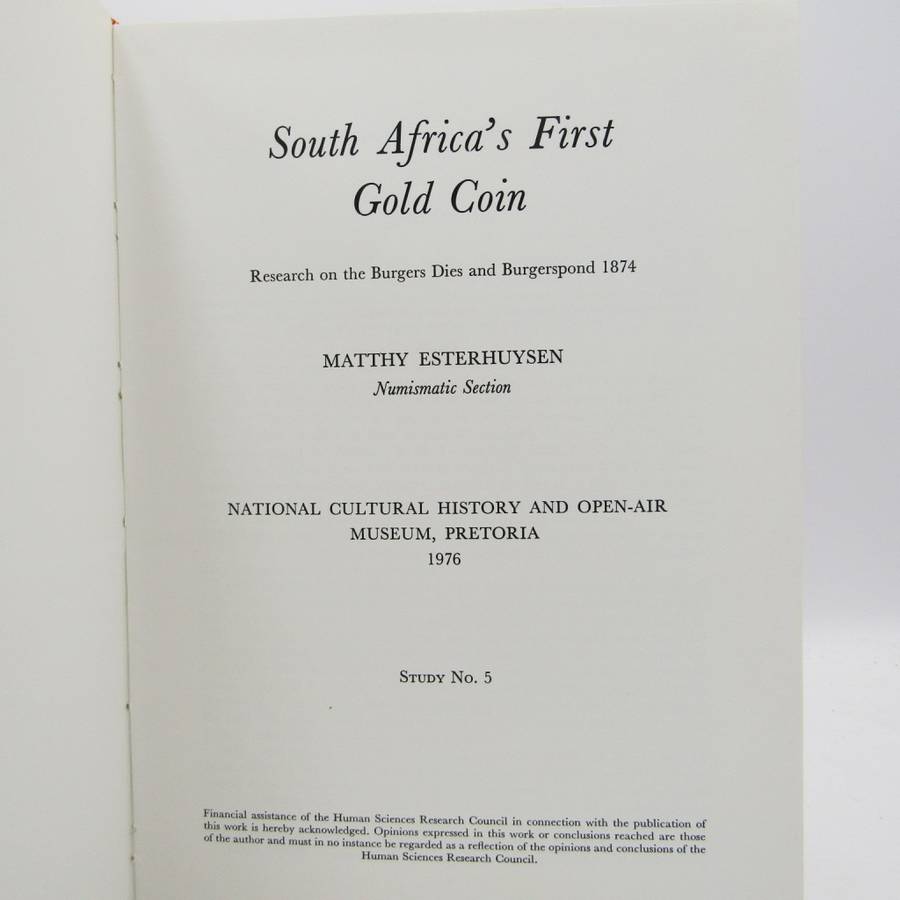 South Africa's First
Gold Coin
Research on the Burgers Dies and Burgerspond 1874
MATTHY ESTERHUYSEN
Numismatic Section
NATIONAL CULTURAL HISTORY AND OPEN-AIR
MUSEUM, PRETORIA
1976
STUDY NO. 5
Financial assistance of the Human Sciences Research Council in connection with the publication of
this work is hereby acknowledged. Opinions expressed in this work or conclusions reached are those
of the author and must in no instance be regarded as a reflection of the opinions and conclusions of the
Human Sciences Research Council.